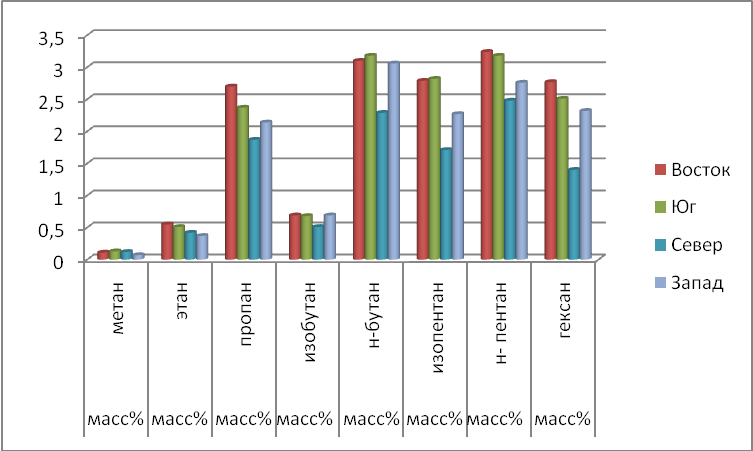 3,5
3
2,5
2
1,5
1
0,5
0
метан
этан
пропан
изобутан
н-бутан
изопентан
н- пентан
гексан
масс% масс% масс% масс% масс% масс% масс% масс%
Восток
Юг
Север
Запад